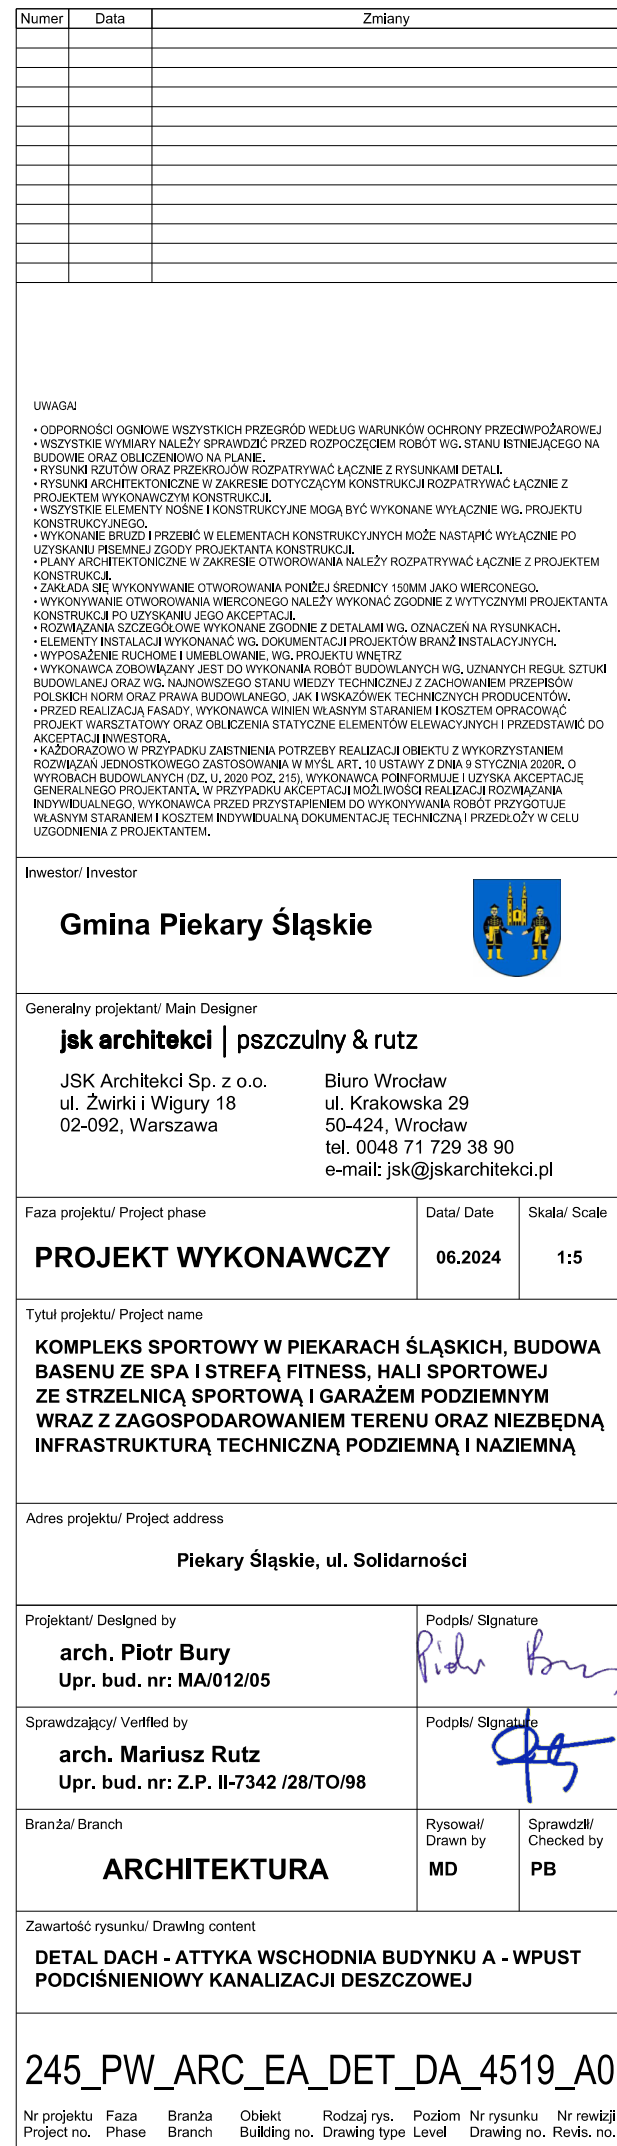 Numer Data Zmiany
UWAGA!
• ODPORNOŚCI OGNIOWE WSZYSTKICH PRZEGRÓD WEDŁUG WARUNKÓW OCHRONY PRZECIWPOŻAROWEJ
• WSZYSTKIE WYMIARY NALEŻY SPRAWDZIĆ PRZED ROZPOCZĘCIEM ROBÓT WG. STANU ISTNIEJĄCEGO NA
BUDOWIE ORAZ OBLICZENIOWO NA PLANIE.
• RYSUNKI RZUTÓW ORAZ PRZEKROJÓW ROZPATRYWAĆ ŁĄCZNIE Z RYSUNKAMI DETALI.
• RYSUNKI ARCHITEKTONICZNE W ZAKRESIE DOTYCZĄCYM KONSTRUKCJI ROZPATRYWAĆ ŁĄCZNIE Z
PROJEKTEM WYKONAWCZYM KONSTRUKCJI.
• WSZYSTKIE ELEMENTY NOŚNE I KONSTRUKCYJNE MOGĄ BYĆ WYKONANE WYŁĄCZNIE WG. PROJEKTU
KONSTRUKCYJNEGO.
• WYKONANIE BRUZD I PRZEBIĆ W ELEMENTACH KONSTRUKCYJNYCH MOŻE NASTĄPIĆ WYŁĄCZNIE PO
UZYSKANIU PISEMNEJ ZGODY PROJEKTANTA KONSTRUKCJI.
• PLANY ARCHITEKTONICZNE W ZAKRESIE OTWOROWANIA NALEŻY ROZPATRYWAĆ ŁĄCZNIE Z PROJEKTEM
KONSTRUKCJI.
• ZAKŁADA SIĘ WYKONYWANIE OTWOROWANIA PONIŻEJ ŚREDNICY 150MM JAKO WIERCONEGO.
• WYKONYWANIE OTWOROWANIA WIERCONEGO NALEŻY WYKONAĆ ZGODNIE Z WYTYCZNYMI PROJEKTANTA
KONSTRUKCJI PO UZYSKANIU JEGO AKCEPTACJI.
• ROZWIĄZANIA SZCZEGÓŁOWE WYKONANE ZGODNIE Z DETALAMI WG. OZNACZEŃ NA RYSUNKACH.
• ELEMENTY INSTALACJI WYKONANAĆ WG. DOKUMENTACJI PROJEKTÓW BRANŻ INSTALACYJNYCH.
• WYPOSAŻENIE RUCHOME I UMEBLOWANIE, WG. PROJEKTU WNĘTRZ
• WYKONAWCA ZOBOWIĄZANY JEST DO WYKONANIA ROBÓT BUDOWLANYCH WG. UZNANYCH REGUŁ SZTUKI
BUDOWLANEJ ORAZ WG. NAJNOWSZEGO STANU WIEDZY TECHNICZNEJ Z ZACHOWANIEM PRZEPISÓW
POLSKICH NORM ORAZ PRAWA BUDOWLANEGO, JAK I WSKAZÓWEK TECHNICZNYCH PRODUCENTÓW.
• PRZED REALIZACJĄ FASADY, WYKONAWCA WINIEN WŁASNYM STARANIEM I KOSZTEM OPRACOWAĆ
PROJEKT WARSZTATOWY ORAZ OBLICZENIA STATYCZNE ELEMENTÓW ELEWACYJNYCH I PRZEDSTAWIĆ DO
AKCEPTACJI INWESTORA.
• KAŻDORAZOWO W PRZYPADKU ZAISTNIENIA POTRZEBY REALIZACJI OBIEKTU Z WYKORZYSTANIEM
ROZWIĄZAŃ JEDNOSTKOWEGO ZASTOSOWANIA W MYŚL ART. 10 USTAWY Z DNIA 9 STYCZNIA 2020R. O
WYROBACH BUDOWLANYCH (DZ. U. 2020 POZ. 215), WYKONAWCA POINFORMUJE I UZYSKA AKCEPTACJĘ
GENERALNEGO PROJEKTANTA. W PRZYPADKU AKCEPTACJI MOŻLIWOŚCI REALIZACJI ROZWIĄZANIA
INDYWIDUALNEGO, WYKONAWCA PRZED PRZYSTĄPIENIEM DO WYKONYWANIA ROBÓT PRZYGOTUJE
WŁASNYM STARANIEM I KOSZTEM INDYWIDUALNĄ DOKUMENTACJĘ TECHNICZNĄ I PRZEDŁOŻY W CELU
UZGODNIENIA Z PROJEKTANTEM.
Inwestor/ Investor
Gmina Piekary Śląskie
Generalny projektant/ Main Designer
jsk architekci | pszczulny & rutz
JSK Architekci Sp. z o.o. Biuro Wrocław
ul. Żwirki i Wigury 18 ul. Krakowska 29
02-092, Warszawa 50-424, Wrocław
tel. 0048 71 729 38 90
e-mail: jsk@jskarchitekci.pl
Faza projektu/ Project phase Data/ Date Skala/ Scale
PROJEKT WYKONAWCZY 06.2024 1:5
Tytuł projektu/ Project name
KOMPLEKS SPORTOWY W PIEKARACH ŚLĄSKICH, BUDOWA
BASENU ZE SPA I STREFĄ FITNESS, HALI SPORTOWEJ
ZE STRZELNICĄ SPORTOWĄ I GARAŻEM PODZIEMNYM
WRAZ Z ZAGOSPODAROWANIEM TERENU ORAZ NIEZBĘDNĄ
INFRASTRUKTURĄ TECHNICZNĄ PODZIEMNĄ I NAZIEMNĄ
Adres projektu/ Project address
Piekary Śląskie, ul. Solidarności
Projektant/ Designed by Podpis/ Signature
arch. Piotr Bury
Upr. bud. nr: MA/012/05
Sprawdzający/ Verified by Podpis/ Signature
arch. Mariusz Rutz
Upr. bud. nr: Z.P. II-7342 /28/TO/98
Branża/ Branch Rysował/ Drawn by Sprawdził/ Checked by
ARCHITEKTURA MD PB
Zawartość rysunku/ Drawing content
DETAL DACH - ATTYKA WSCHODNIA BUDYNKU A - WPUST
PODCIŚNIENIOWY KANALIZACJI DESZCZOWEJ
245_PW_ARC_EA_DET_DA_4519_A0
Nr projektu Faza Branża Obiekt Rodzaj rys. Poziom Nr rysunku Nr rewizji
Project no. Phase Branch Building no. Drawing type Level Drawing no. Revis. no.